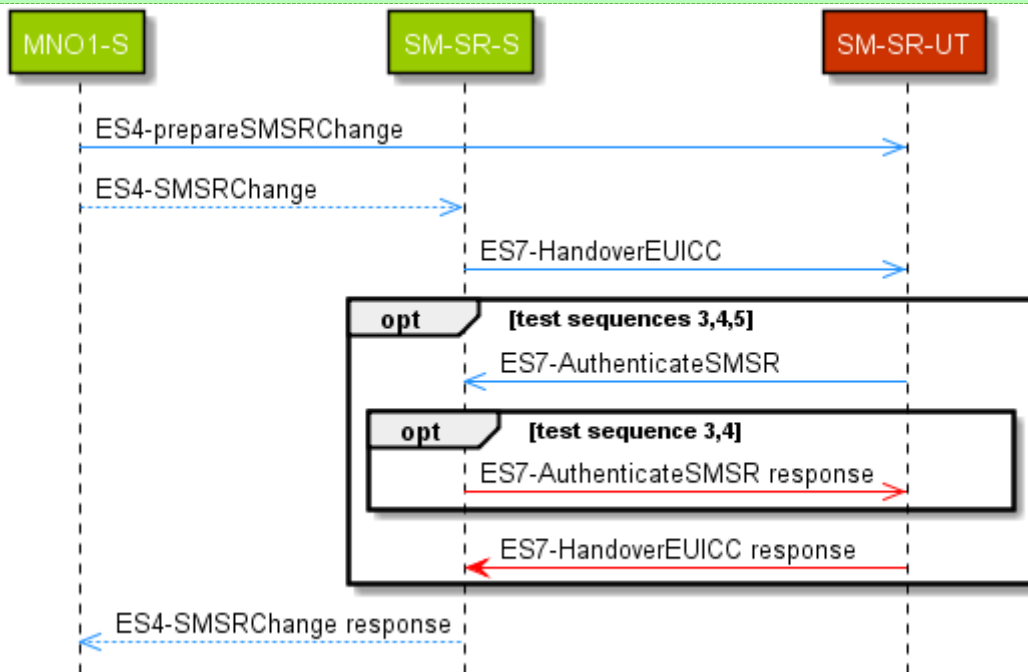 MNO1-S
SM-SR-S
SM-SR-UT
ES4-prepareSMSRChange
ES4-SMSRChange
ES7-HandoverEUICC
opt
[test sequences 3,4,5]
ES7-AuthenticateSMSR
opt
[test sequence 3,4]
ES7-AuthenticateSMSR response
ES7-HandoverEUICC response
ES4-SMSRChange response